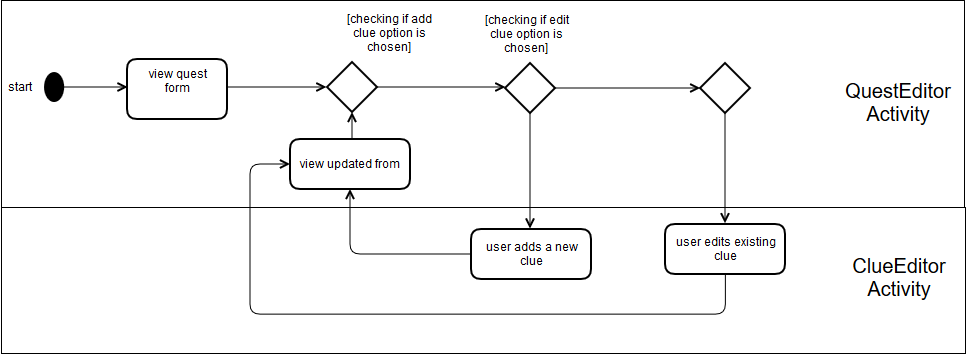 [checking if add
clue option is
chosen]
[checking if edit
clue option is
chosen]
start
view quest
form
QuestEditor
Activity
view updated from
user adds a new
clue
user edits existing
clue
ClueEditor
Activity